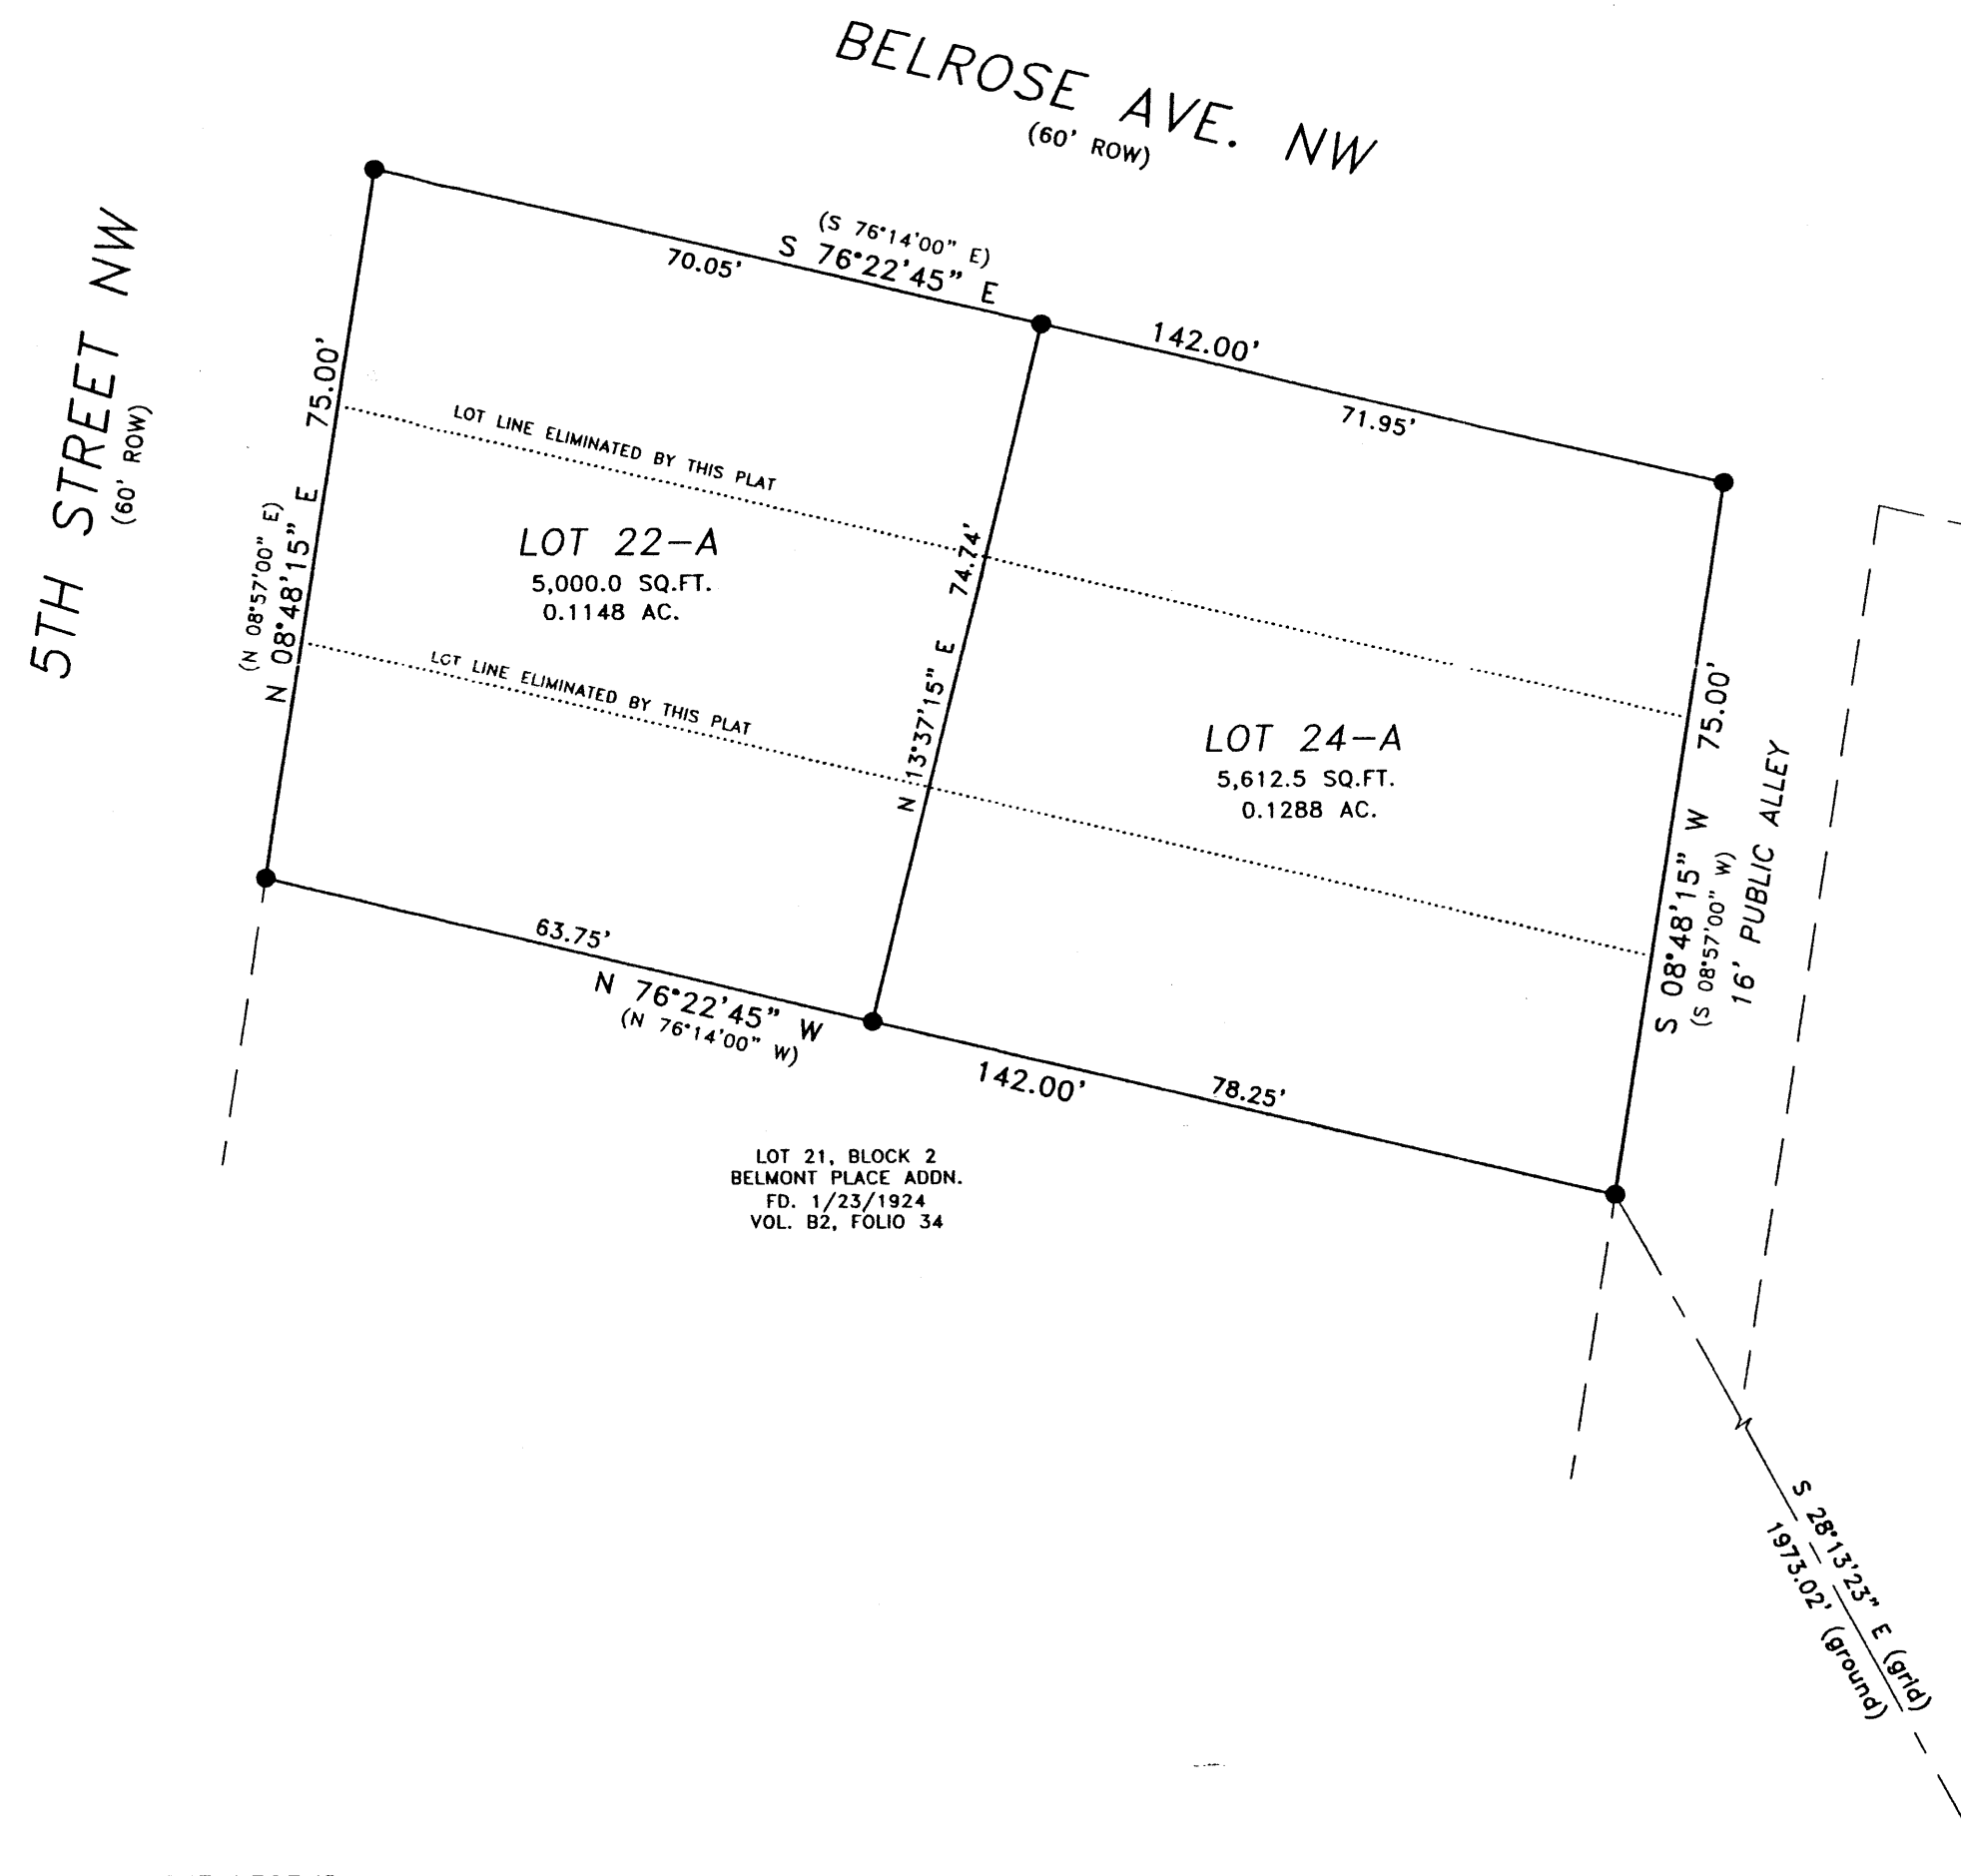 BELROSE AVE. NW
(60' ROW)
5TH STREET NW
(60' ROW)
(S 76°14'00" E)
S 76°22'45" E
70.05'
142.00'
71.95'
75.00'
N 08°48'15" E
(N 08°57'00" E)
LOT LINE ELIMINATED BY THIS PLAT
LOT 22-A
5,000.0 SQ.FT.
0.1148 AC.
LOT LINE ELIMINATED BY THIS PLAT
N 13°37'15" E 74.74'
LOT 24-A
5,612.5 SQ.FT.
0.1288 AC.
S 08°48'15" W 75.00'
(S 08°57'00" W)
16' PUBLIC ALLEY
63.75'
N 76°22'45" W
(N 76°14'00" W)
142.00'
78.25'
LOT 21, BLOCK 2
BELMONT PLACE ADDN.
FD. 1/23/1924
VOL. B2, FOLIO 34
S 28°13'23" E (grid)
1973.02' (ground)